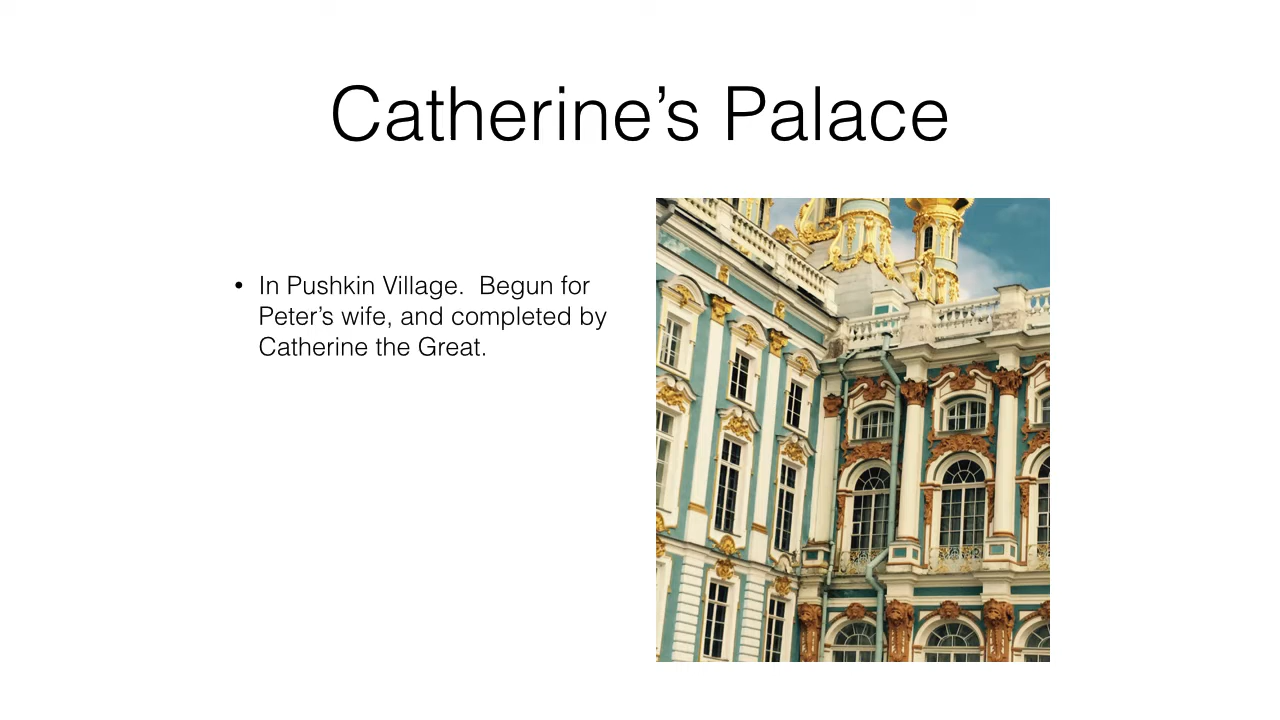 Catherine’s Palace
• In Pushkin Village.  Begun for
Peter’s wife, and completed by
Catherine the Great.